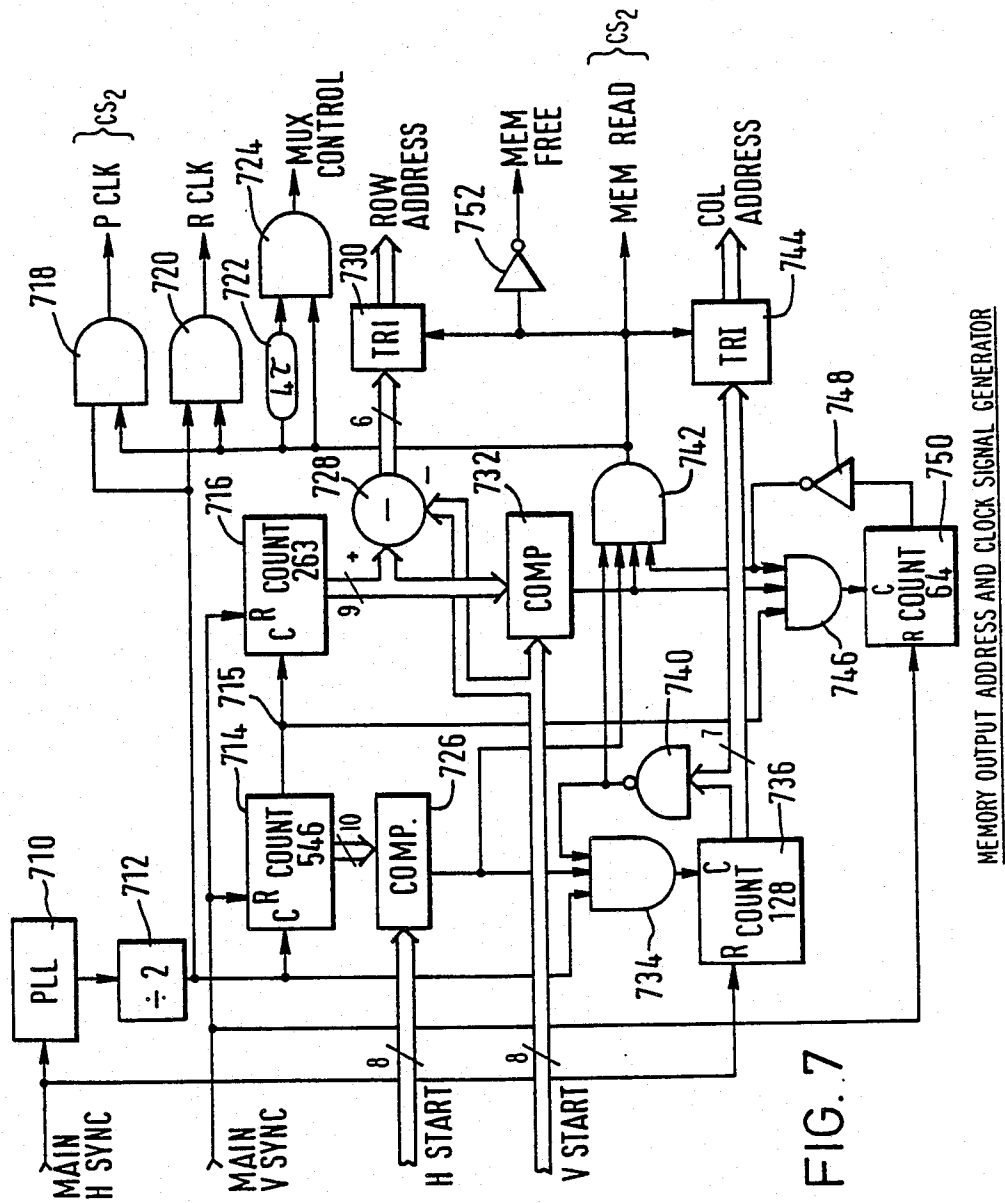 MAIN
H SYNC
MAIN
V SYNC
H START
V START
8
8
PLL
710
÷ 2
712
714
R
C COUNT
546
10
715
COMP.
726
716
R
C COUNT
263
9
+
−
728
−
6
TRI
730
ROW
ADDRESS
718
P CLK
} CS2
720
R CLK
722
4τ
724
MUX
CONTROL
732
COMP
734
R C
COUNT
128
736
7
740
742
752
MEM
FREE
MEM READ } CS2
TRI
744
COL
ADDRESS
746
748
C
R COUNT
64
750
FIG. 7
MEMORY OUTPUT ADDRESS AND CLOCK SIGNAL GENERATOR